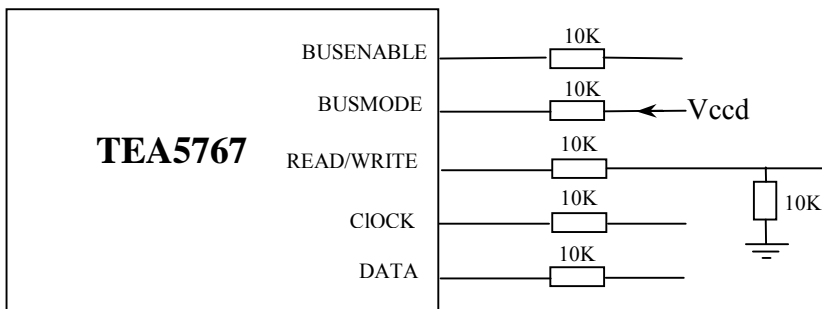 10K
BUSENABLE
10K
BUSMODE
Vccd
TEA5767
10K
READ/WRITE
10K
10K
ClOCK
10K
DATA